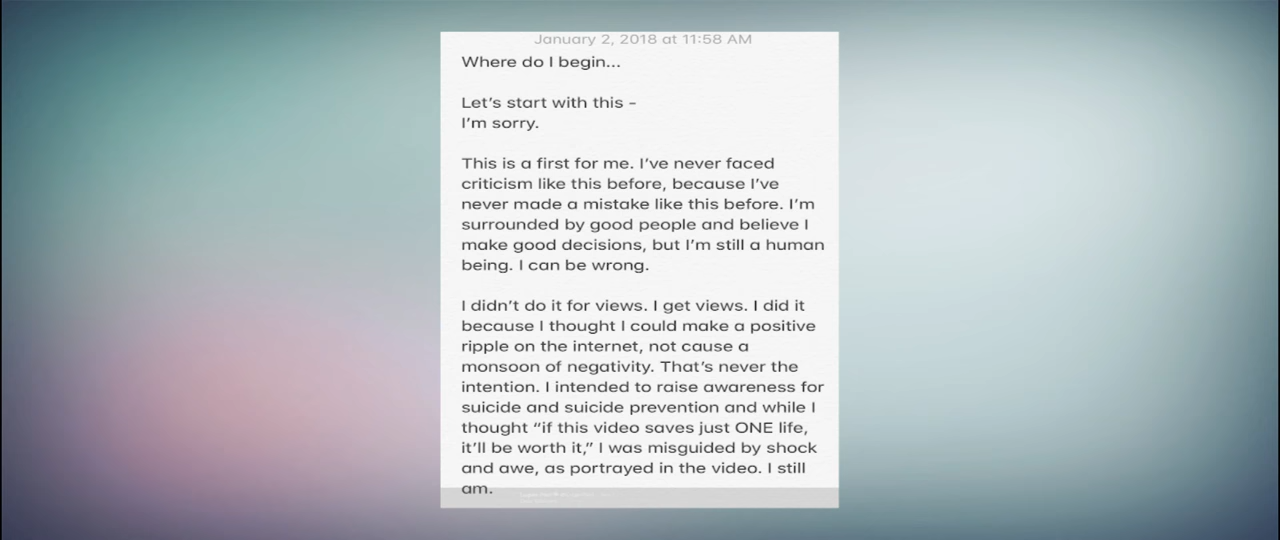 January 2, 2018 at 11:58 AM
Where do I begin...
Let's start with this -
I'm sorry.
This is a first for me. I've never faced
criticism like this before, because I've
never made a mistake like this before. I'm
surrounded by good people and believe I
make good decisions, but I'm still a human
being. I can be wrong.
I didn't do it for views. I get views. I did it
because I thought I could make a positive
ripple on the internet, not cause a
monsoon of negativity. That's never the
intention. I intended to raise awareness for
suicide and suicide prevention and while I
thought “if this video saves just ONE life,
it'll be worth it,” I was misguided by shock
and awe, as portrayed in the video. I still
am.